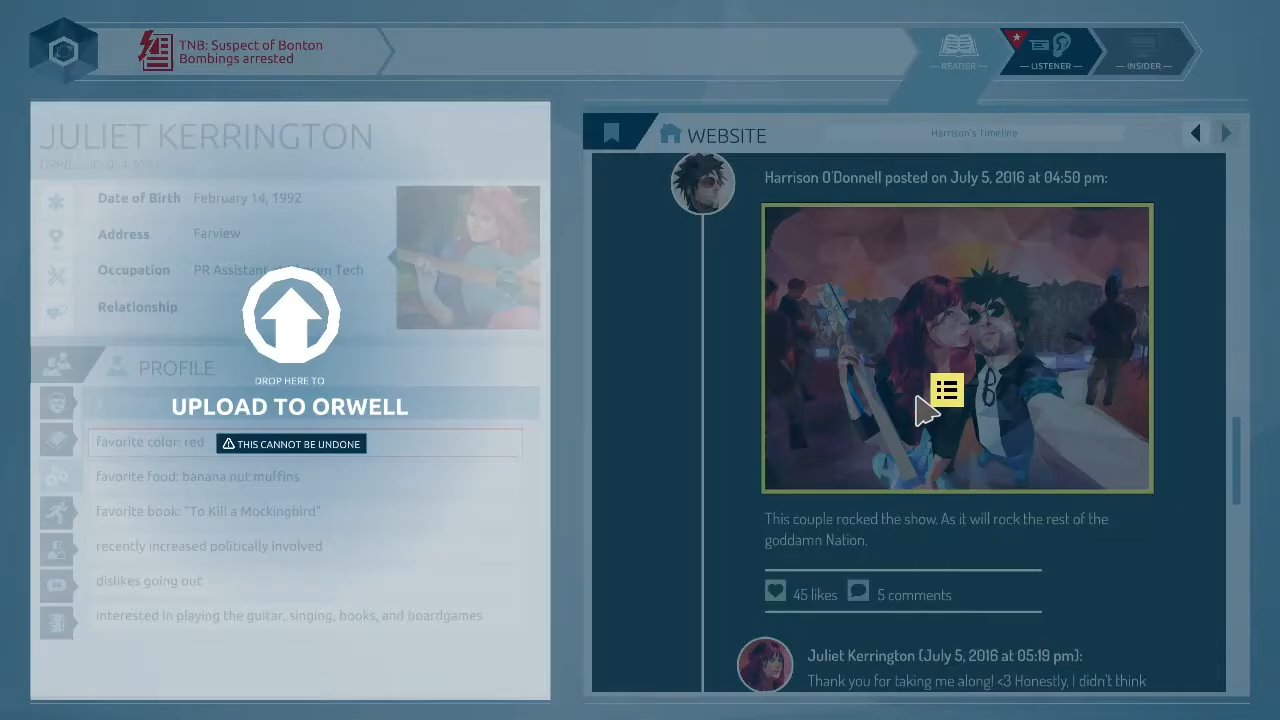 TNB: Suspect of Bonton
Bombings arrested
— READER —
— LISTENER —
— INSIDER —
JULIET KERRINGTON
Date of Birth February 14, 1992
Address Farview
Occupation PR Assistant at Tech
Relationship
PROFILE
DROP HERE TO
UPLOAD TO ORWELL
THIS CANNOT BE UNDONE
favorite color: red
favorite food: banana nut muffins
favorite book: "To Kill a Mockingbird"
recently increased politically involved
dislikes going out
interested in playing the guitar, singing, books, and boardgames
WEBSITE
Harrison's Timeline
Harrison O'Donnell posted on July 5, 2016 at 04:50 pm:
This couple rocked the show. As it will rock the rest of the
goddamn Nation.
45 likes 5 comments
Juliet Kerrington (July 5, 2016 at 05:19 pm):
Thank you for taking me along! <3 Honestly, I didn't think